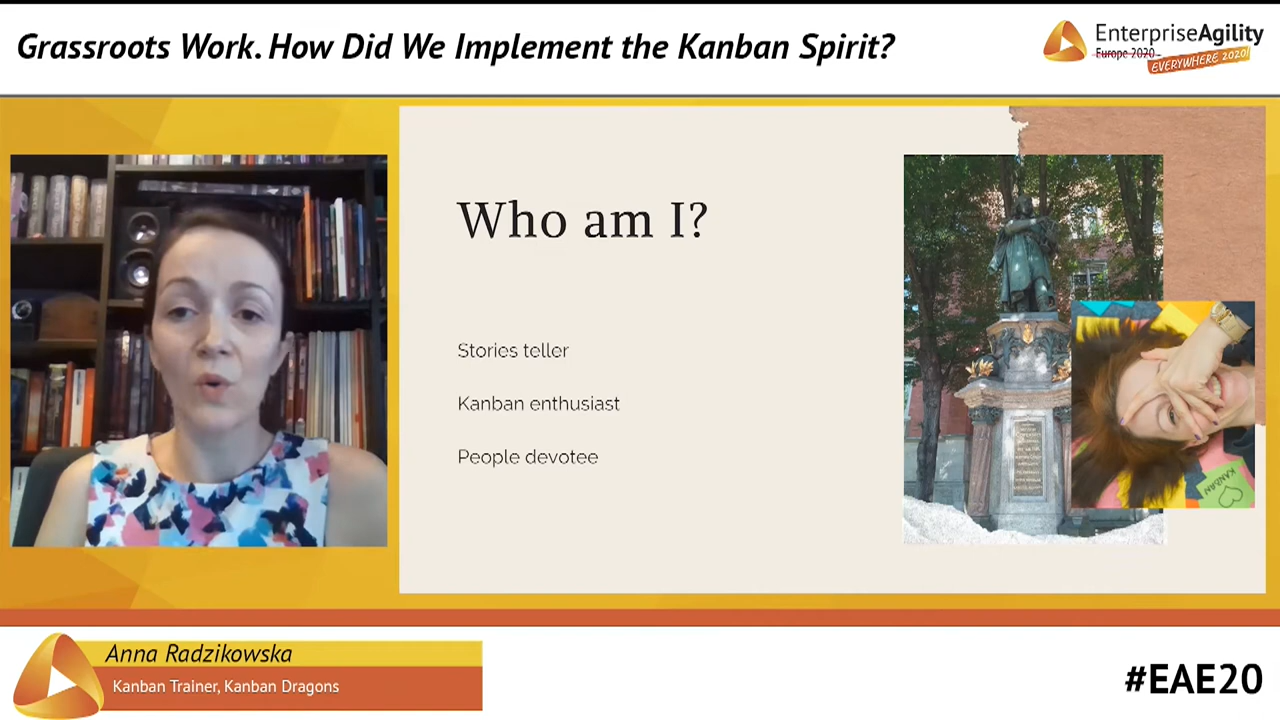 Grassroots Work. How Did We Implement the Kanban Spirit?
EnterpriseAgility
Europe 2020
EVERYWHERE 2020!
Who am I?
Stories teller
Kanban enthusiast
People devotee
KANBAN
Anna Radzikowska
Kanban Trainer, Kanban Dragons
#EAE20